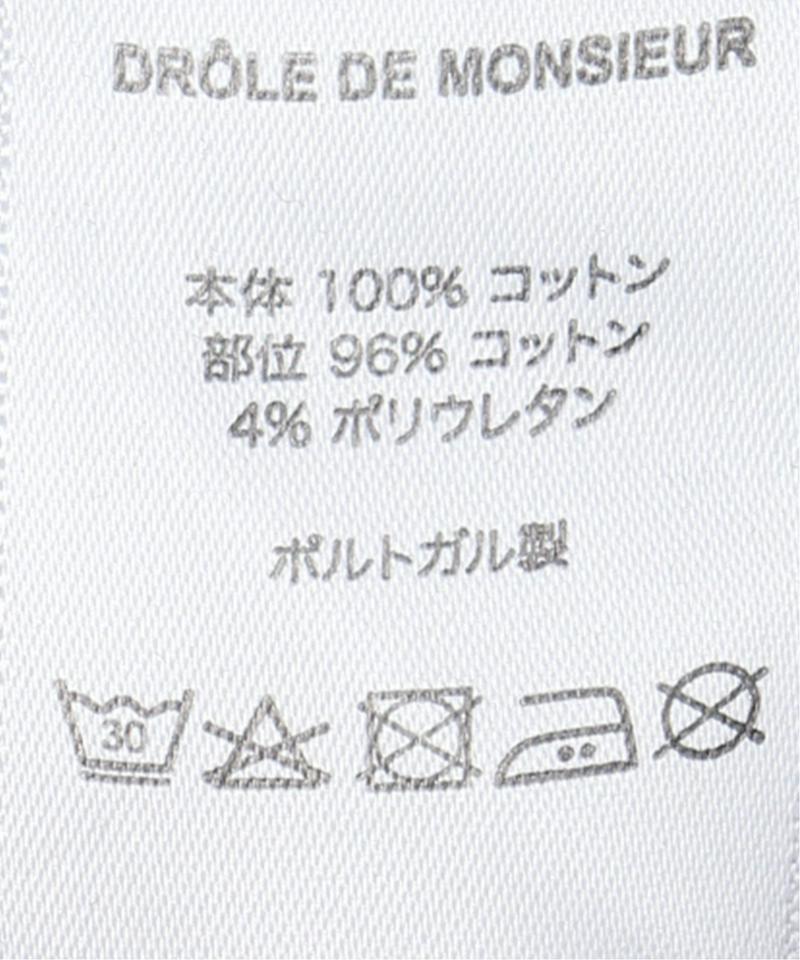 DRÔLE DE MONSIEUR
本体 100% コットン
部位 96% コットン
4% ポリウレタン
ポルトガル製
30